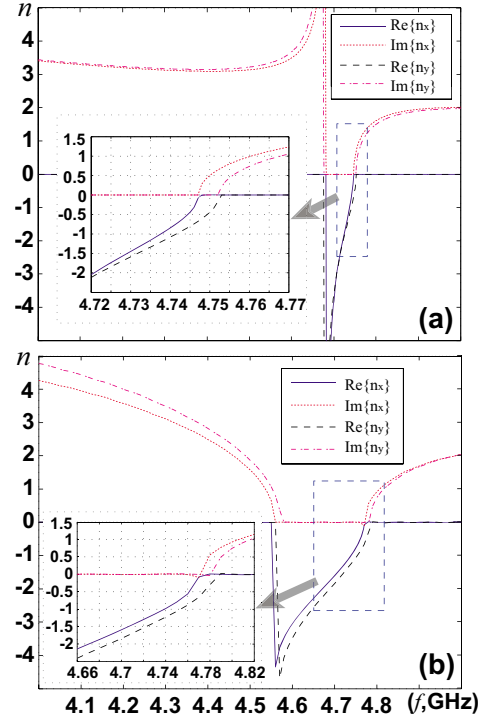 n
5
4
3
2
1
0
-1
-2
-3
-4
Re{nx}
Im{nx}
Re{ny}
Im{ny}
1.5
1
0.5
0
-0.5
-1
-1.5
-2
4.72 4.73 4.74 4.75 4.76 4.77
(a)
n
5
4
3
2
1
0
-1
-2
-3
-4
Re{nx}
Im{nx}
Re{ny}
Im{ny}
1.5
1
0.5
0
-0.5
-1
-1.5
-2
4.66 4.7 4.74 4.78 4.82
(b)
4.1 4.2 4.3 4.4 4.5 4.6 4.7 4.8 (f,GHz)